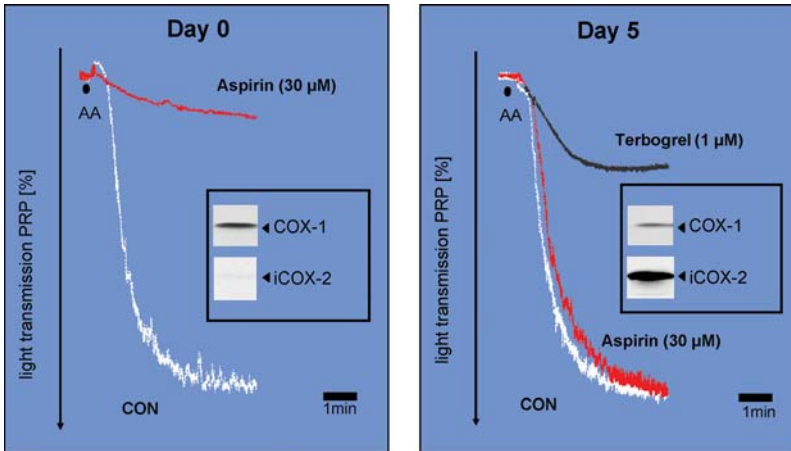 Day 0
Aspirin (30 µM)
AA
COX-1
iCOX-2
light transmission PRP [%]
CON
1min
Day 5
AA
Terbogrel (1 µM)
COX-1
iCOX-2
light transmission PRP [%]
Aspirin (30 µM)
CON
1min